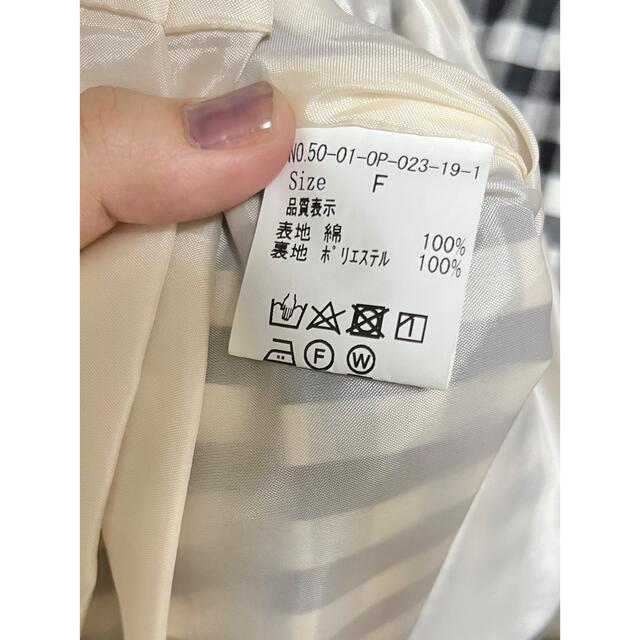 NO.50-01-OP-023-19-1
Size F
品質表示
表地 綿 100%
裏地 ポリエステル 100%
F W